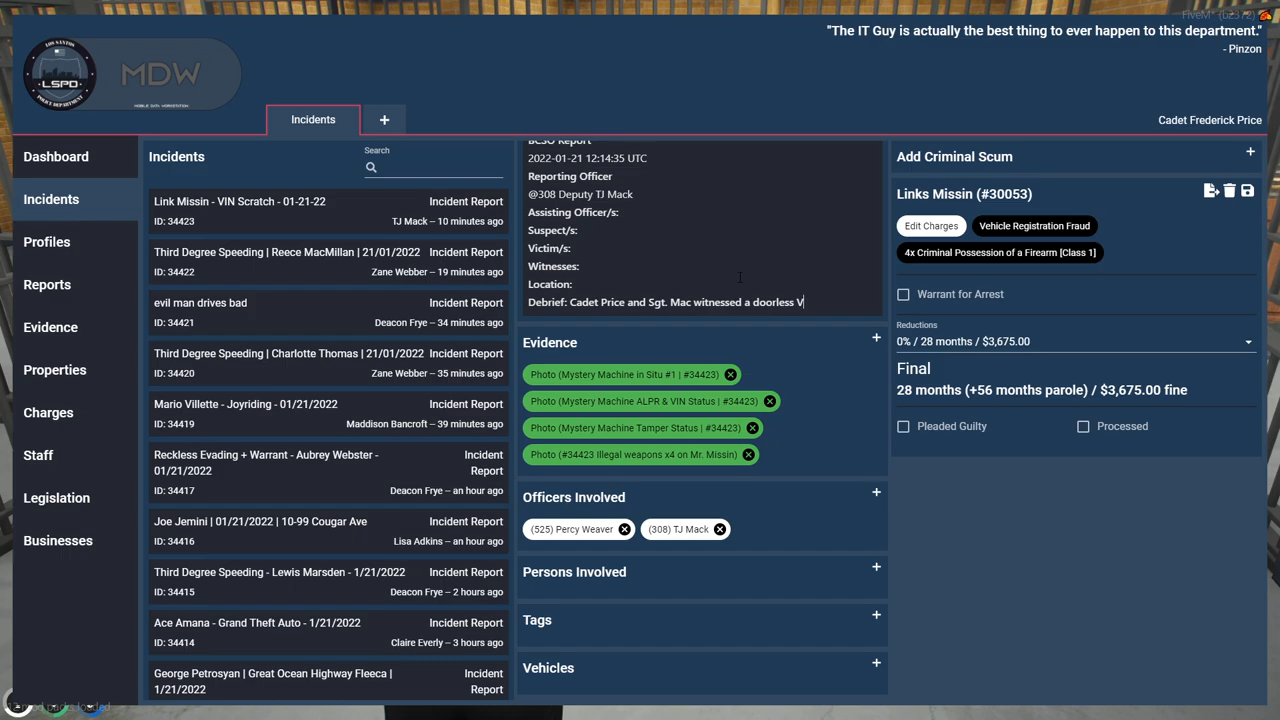 FiveM® (b2372)
"The IT Guy is actually the best thing to ever happen to this department."
- Pinzon
LOS SANTOS
LSPD
POLICE DEPARTMENT
MDW
MOBILE DATA WORKSTATION
Incidents
+
Cadet Frederick Price
Dashboard
Incidents
Profiles
Reports
Evidence
Properties
Charges
Staff
Legislation
Businesses
Incidents
Search
Link Missin - VIN Scratch - 01-21-22 Incident Report
ID: 34423 TJ Mack – 10 minutes ago
Third Degree Speeding | Reece MacMillan | 21/01/2022 Incident Report
ID: 34422 Zane Webber – 19 minutes ago
evil man drives bad Incident Report
ID: 34421 Deacon Frye – 34 minutes ago
Third Degree Speeding | Charlotte Thomas | 21/01/2022 Incident Report
ID: 34420 Zane Webber – 35 minutes ago
Mario Villette - Joyriding - 01/21/2022 Incident Report
ID: 34419 Maddison Bancroft – 39 minutes ago
Reckless Evading + Warrant - Aubrey Webster - Incident
01/21/2022 Report
ID: 34417 Deacon Frye – an hour ago
Joe Jemini | 01/21/2022 | 10-99 Cougar Ave Incident Report
ID: 34416 Lisa Adkins – an hour ago
Third Degree Speeding - Lewis Marsden - 1/21/2022 Incident Report
ID: 34415 Deacon Frye – 2 hours ago
Ace Amana - Grand Theft Auto - 1/21/2022 Incident Report
ID: 34414 Claire Everly – 3 hours ago
George Petrosyan | Great Ocean Highway Fleeca | Incident
1/21/2022 Report
BCSO Report
2022-01-21 12:14:35 UTC
Reporting Officer
@308 Deputy TJ Mack
Assisting Officer/s:
Suspect/s:
Victim/s:
Witnesses:
Location:
Debrief: Cadet Price and Sgt. Mac witnessed a doorless V
Evidence +
Photo (Mystery Machine in Situ #1 | #34423)
Photo (Mystery Machine ALPR & VIN Status | #34423)
Photo (Mystery Machine Tamper Status | #34423)
Photo (#34423 Illegal weapons x4 on Mr. Missin)
Officers Involved +
(525) Percy Weaver (308) TJ Mack
Persons Involved +
Tags +
Vehicles +
Add Criminal Scum +
Links Missin (#30053)
Edit Charges Vehicle Registration Fraud
4x Criminal Possession of a Firearm [Class 1]
Warrant for Arrest
Reductions
0% / 28 months / $3,675.00
Final
28 months (+56 months parole) / $3,675.00 fine
Pleaded Guilty Processed